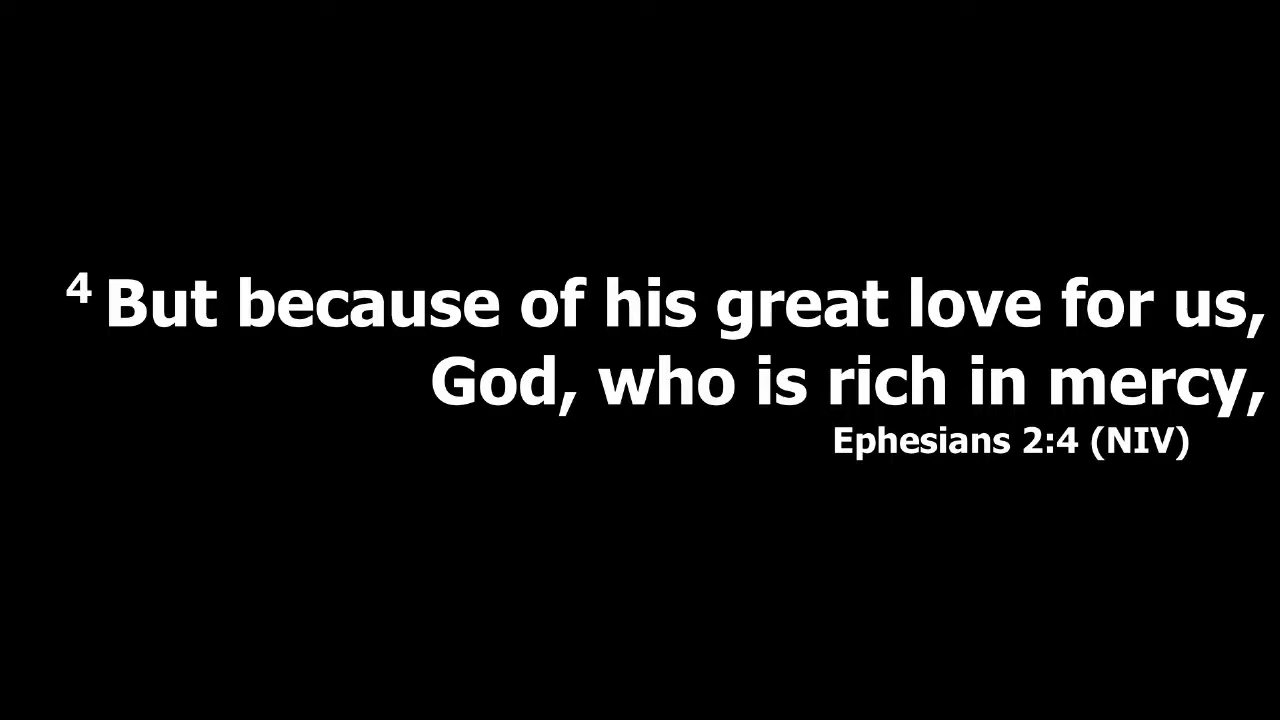 4 But because of his great love for us,
God, who is rich in mercy,
Ephesians 2:4 (NIV)